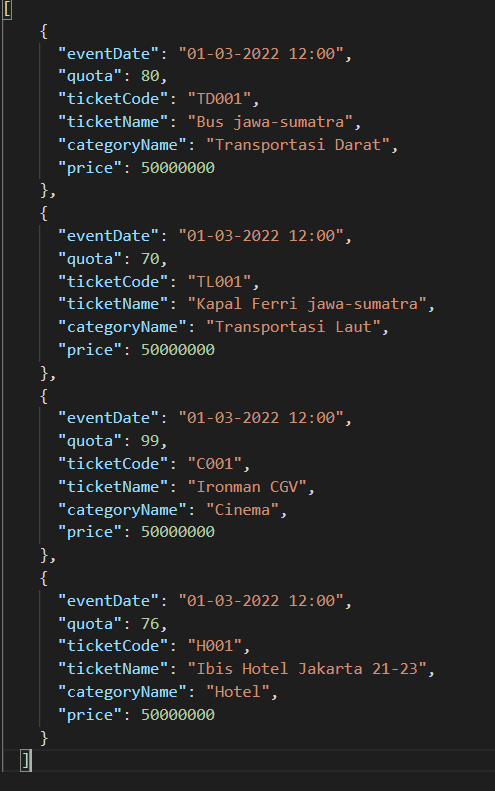 [
{
"eventDate": "01-03-2022 12:00",
"quota": 80,
"ticketCode": "TD001",
"ticketName": "Bus jawa-sumatra",
"categoryName": "Transportasi Darat",
"price": 50000000
},
{
"eventDate": "01-03-2022 12:00",
"quota": 70,
"ticketCode": "TL001",
"ticketName": "Kapal Ferri jawa-sumatra",
"categoryName": "Transportasi Laut",
"price": 50000000
},
{
"eventDate": "01-03-2022 12:00",
"quota": 99,
"ticketCode": "C001",
"ticketName": "Ironman CGV",
"categoryName": "Cinema",
"price": 50000000
},
{
"eventDate": "01-03-2022 12:00",
"quota": 76,
"ticketCode": "H001",
"ticketName": "Ibis Hotel Jakarta 21-23",
"categoryName": "Hotel",
"price": 50000000
}
]